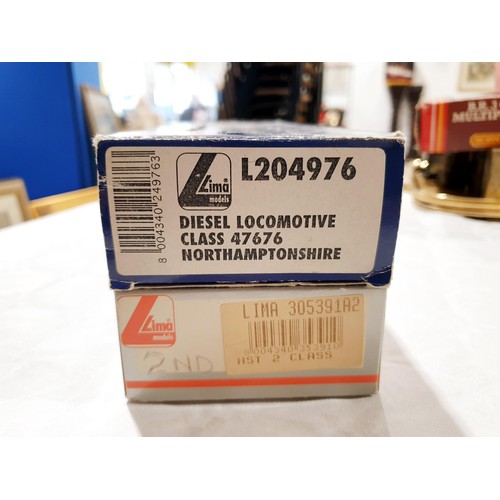 8 004340 249763
Lima®
models
L204976
DIESEL LOCOMOTIVE
CLASS 47676
NORTHAMPTONSHIRE
Lima®
models
2ND
LIMA 305391A2
HST 2 CLASS
B.R.
MULTIP